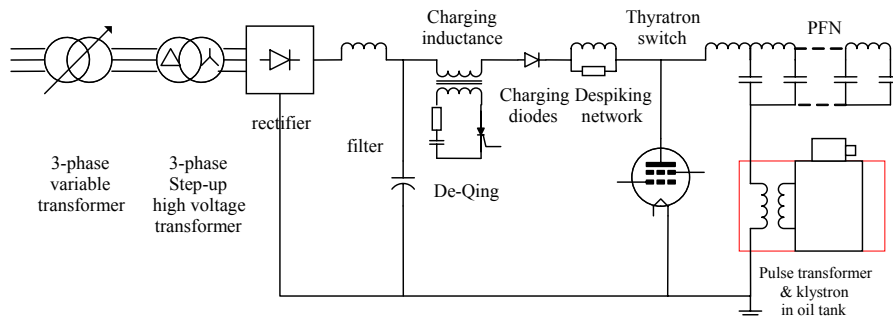 Charging
inductance
Thyratron
switch
PFN
rectifier
Charging
diodes
Despiking
network
filter
3-phase
variable
transformer
3-phase
Step-up
high voltage
transformer
De-Qing
Pulse transformer
& klystron
in oil tank